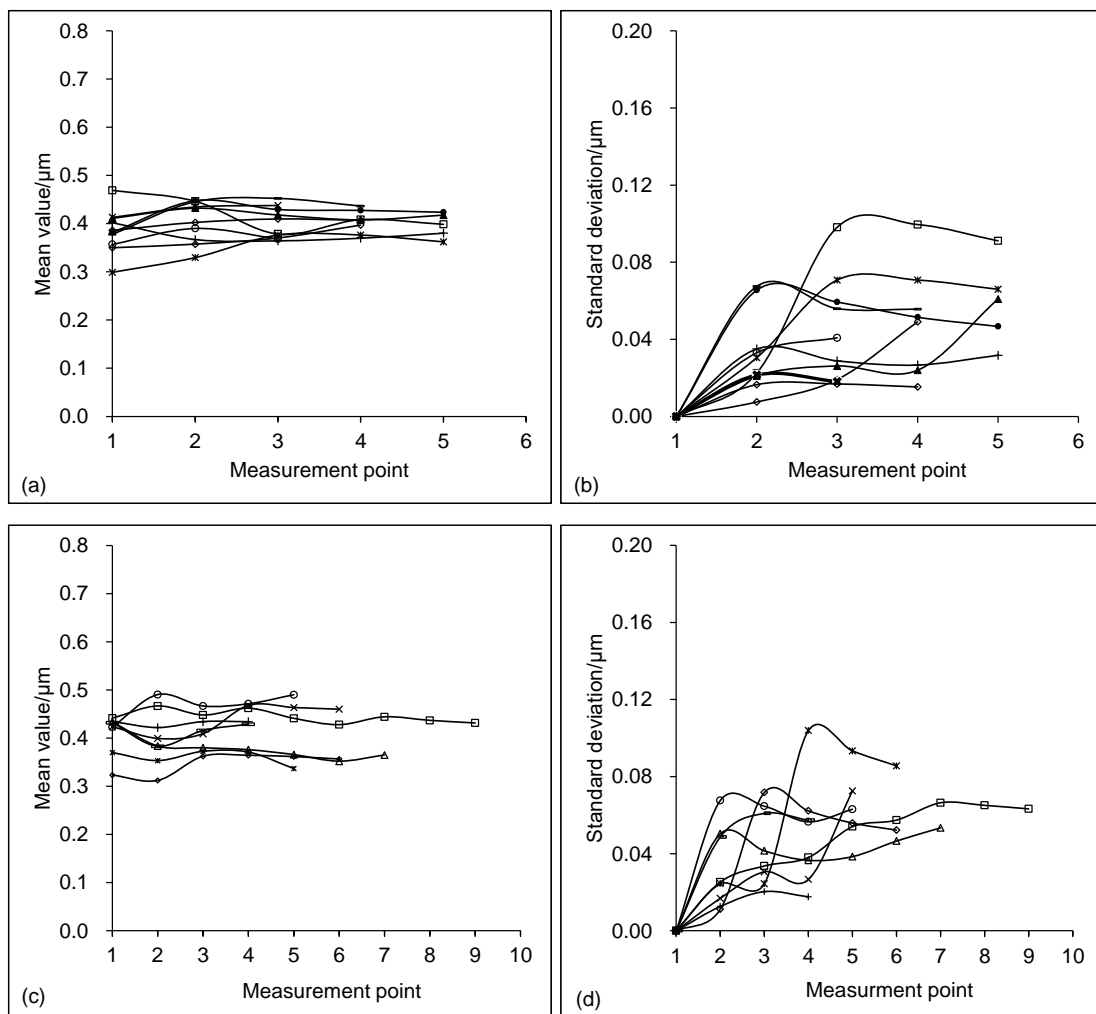 0.8
0.7
0.6
0.5
0.4
0.3
0.2
0.1
0.0
Mean value/μm
1 2 3 4 5 6
Measurement point
(a)
0.20
0.16
0.12
0.08
0.04
0.00
Standard deviation/μm
1 2 3 4 5 6
Measurement point
(b)
0.8
0.7
0.6
0.5
0.4
0.3
0.2
0.1
0.0
Mean value/μm
1 2 3 4 5 6 7 8 9 10
Measurement point
(c)
0.20
0.16
0.12
0.08
0.04
0.00
Standard deviation/μm
1 2 3 4 5 6 7 8 9 10
Measurment point
(d)